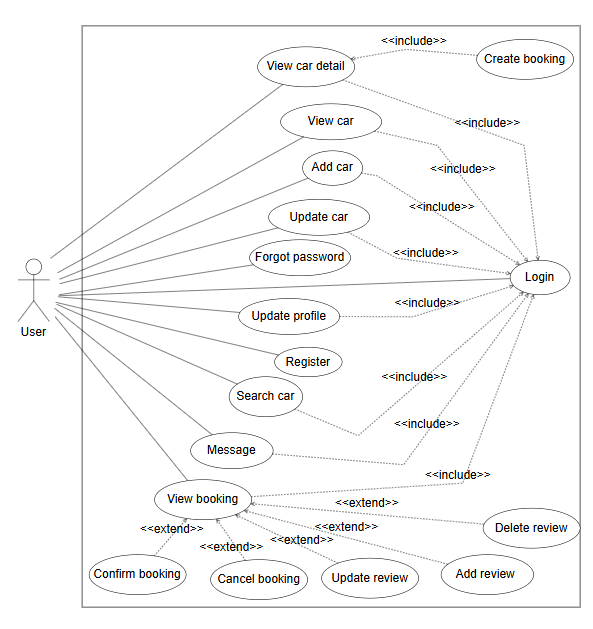 <<include>>
Create booking
View car detail
View car
<<include>>
Add car
<<include>>
Update car
<<include>>
Forgot password
<<include>>
Login
User
Update profile
<<include>>
Register
Search car
<<include>>
Message
<<include>>
View booking
<<include>>
<<extend>>
<<extend>>
<<extend>>
Delete review
<<extend>>
<<extend>>
Confirm booking
Cancel booking
Update review
Add review